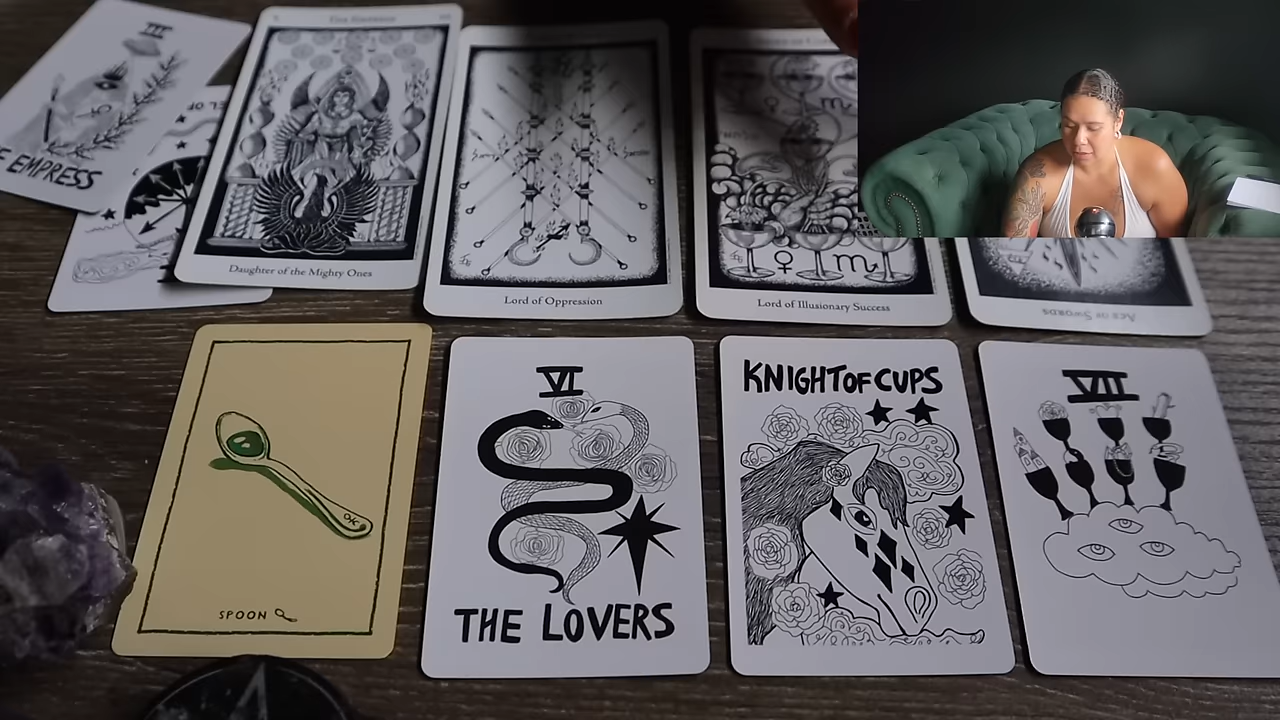 III
THE EMPRESS
Daughter of the Mighty Ones
Lord of Oppression
Lord of Illusionary Success
ACE OF SWORDS
SPOON
VI
THE LOVERS
KNIGHT OF CUPS
VII